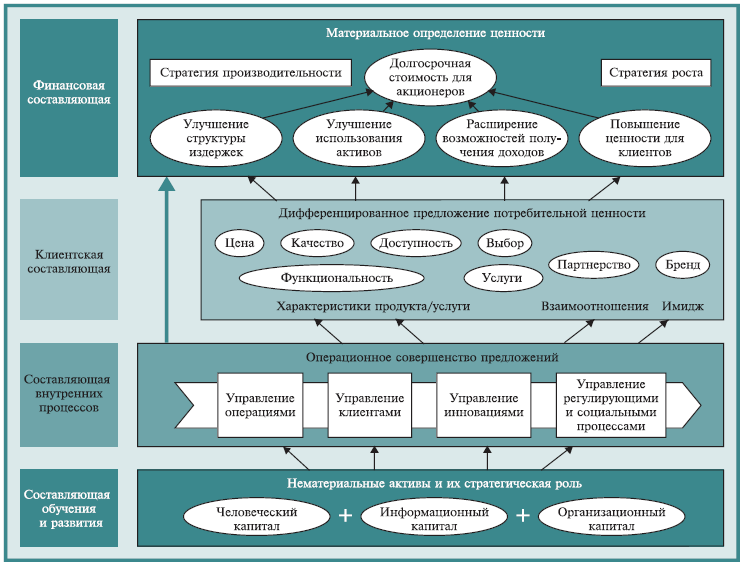 Финансовая
составляющая
Материальное определение ценности
Стратегия производительности
Долгосрочная
стоимость для
акционеров
Стратегия роста
Улучшение
структуры
издержек
Улучшение
использования
активов
Расширение
возможностей полу-
чения доходов
Повышение
ценности для
клиентов
Клиентская
составляющая
Дифференцированное предложение потребительной ценности
Цена
Качество
Доступность
Выбор
Функциональность
Услуги
Партнерство
Бренд
Характеристики продукта/услуги
Взаимоотношения
Имидж
Составляющая
внутренних
процессов
Операционное совершенство предложений
Управление
операциями
Управление
клиентами
Управление
инновациями
Управление
регулирующими
и социальными
процессами
Составляющая
обучения
и развития
Нематериальные активы и их стратегическая роль
Человеческий
капитал
+
Информационный
капитал
+
Организационный
капитал